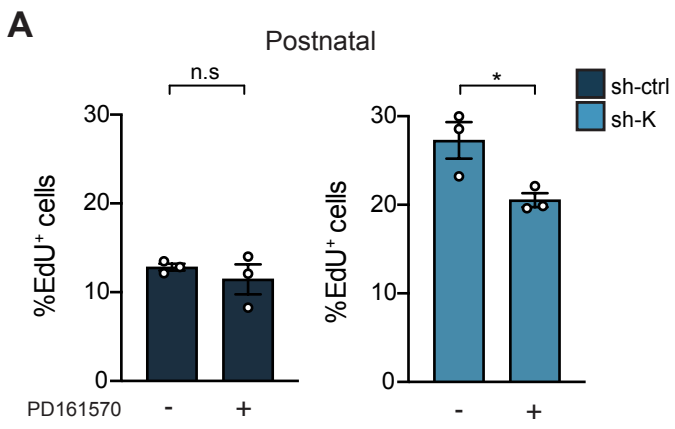 A
Postnatal
n.s
*
sh-ctrl
sh-K
30
20
10
0
%EdU⁺ cells
30
20
10
0
%EdU⁺ cells
PD161570 - + - +